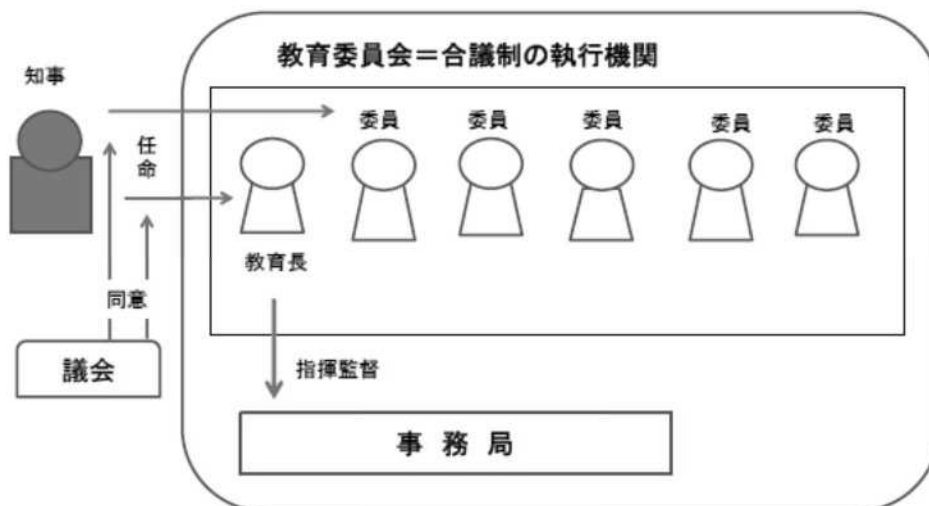 教育委員会＝合議制の執行機関
知事
任命
委員 委員 委員 委員 委員
教育長
同意
議会
指揮監督
事 務 局